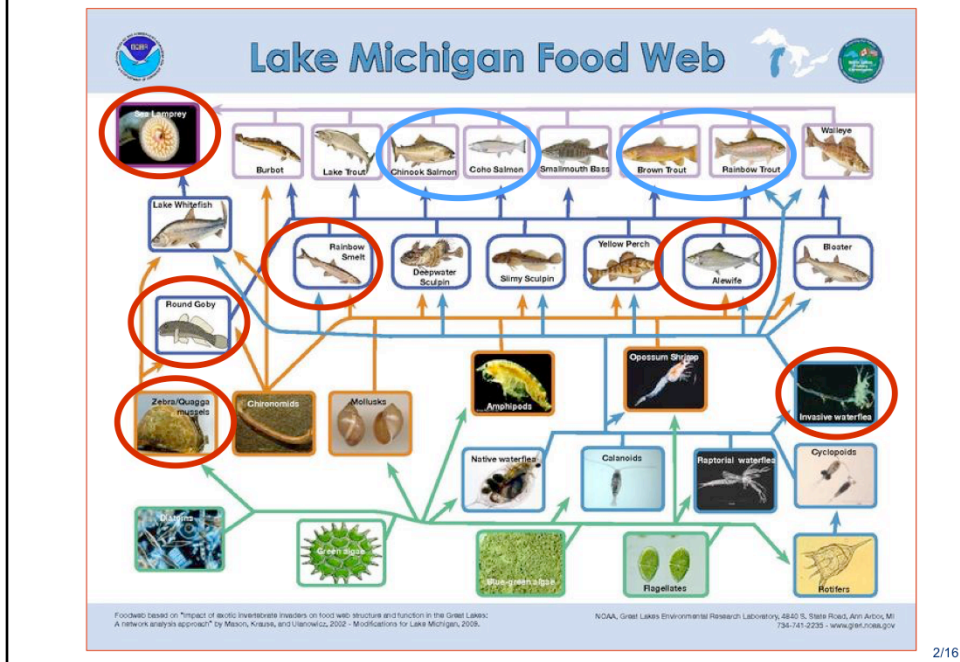 Lake Michigan Food Web
Sea Lamprey
Burbot
Lake Trout
Chinook Salmon
Coho Salmon
Smallmouth Bass
Brown Trout
Rainbow Trout
Walleye
Lake Whitefish
Rainbow
Smelt
Deepwater
Sculpin
Slimy Sculpin
Yellow Perch
Alewife
Bloater
Round Goby
Zebra/Quagga
mussels
Chironomids
Mollusks
Amphipods
Opossum Shrimp
Invasive waterflea
Native waterflea
Calanoids
Raptorial waterflea
Cyclopoids
Diatoms
Green algae
Blue-green algae
Flagellates
Rotifers
Foodweb based on "Impact of exotic invertebrate invaders on food web structure and function in the Great Lakes:
A network analysis approach" by Mason, Krause, and Ulanowicz, 2002 - Modifications for Lake Michigan, 2009.
NOAA, Great Lakes Environmental Research Laboratory, 4840 S. State Road, Ann Arbor, MI
734-741-2235 - www.glerl.noaa.gov
2/16